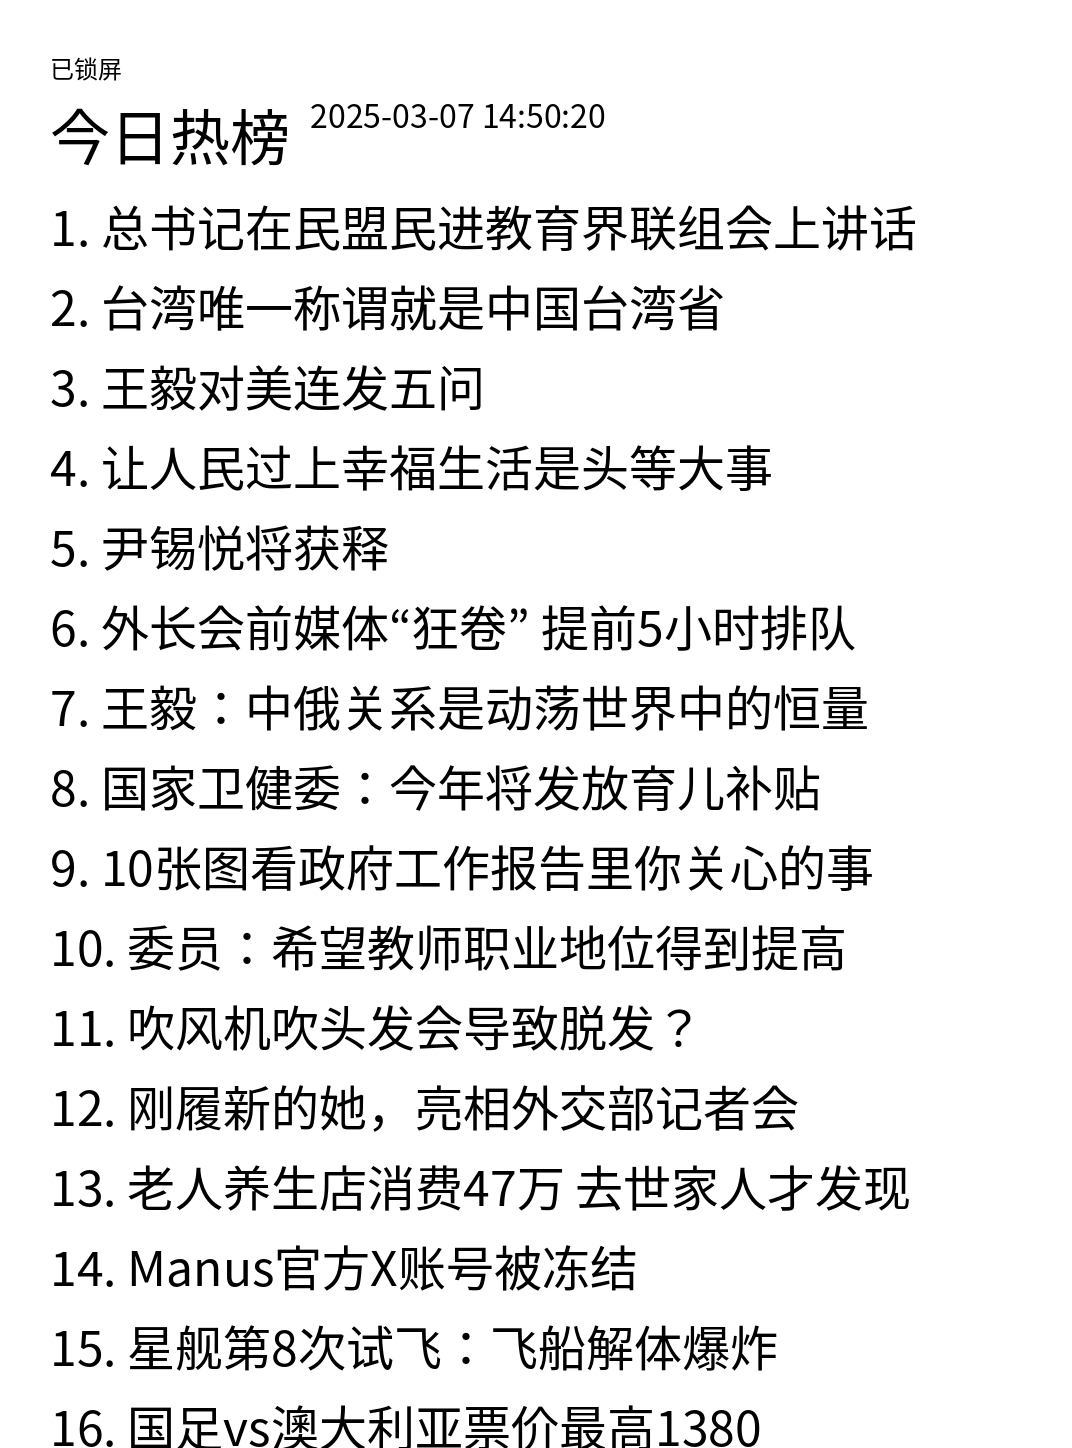 已锁屏
今日热榜 2025-03-07 14:50:20
1. 总书记在民盟民进教育界联组会上讲话
2. 台湾唯一称谓就是中国台湾省
3. 王毅对美连发五问
4. 让人民过上幸福生活是头等大事
5. 尹锡悦将获释
6. 外长会前媒体“狂卷” 提前5小时排队
7. 王毅：中俄关系是动荡世界中的恒量
8. 国家卫健委：今年将发放育儿补贴
9. 10张图看政府工作报告里你关心的事
10. 委员：希望教师职业地位得到提高
11. 吹风机吹头发会导致脱发？
12. 刚履新的她，亮相外交部记者会
13. 老人养生店消费47万 去世家人才发现
14. Manus官方X账号被冻结
15. 星舰第8次试飞：飞船解体爆炸
16. 国足vs澳大利亚票价最高1380